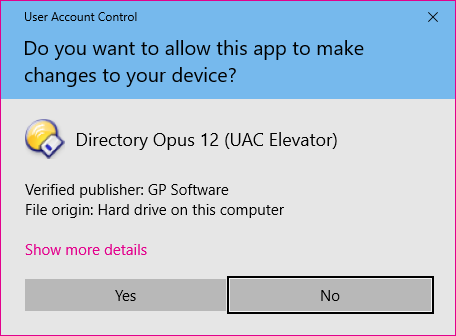 User Account Control
Do you want to allow this app to make
changes to your device?
Directory Opus 12 (UAC Elevator)
Verified publisher: GP Software
File origin: Hard drive on this computer
Show more details
Yes
No